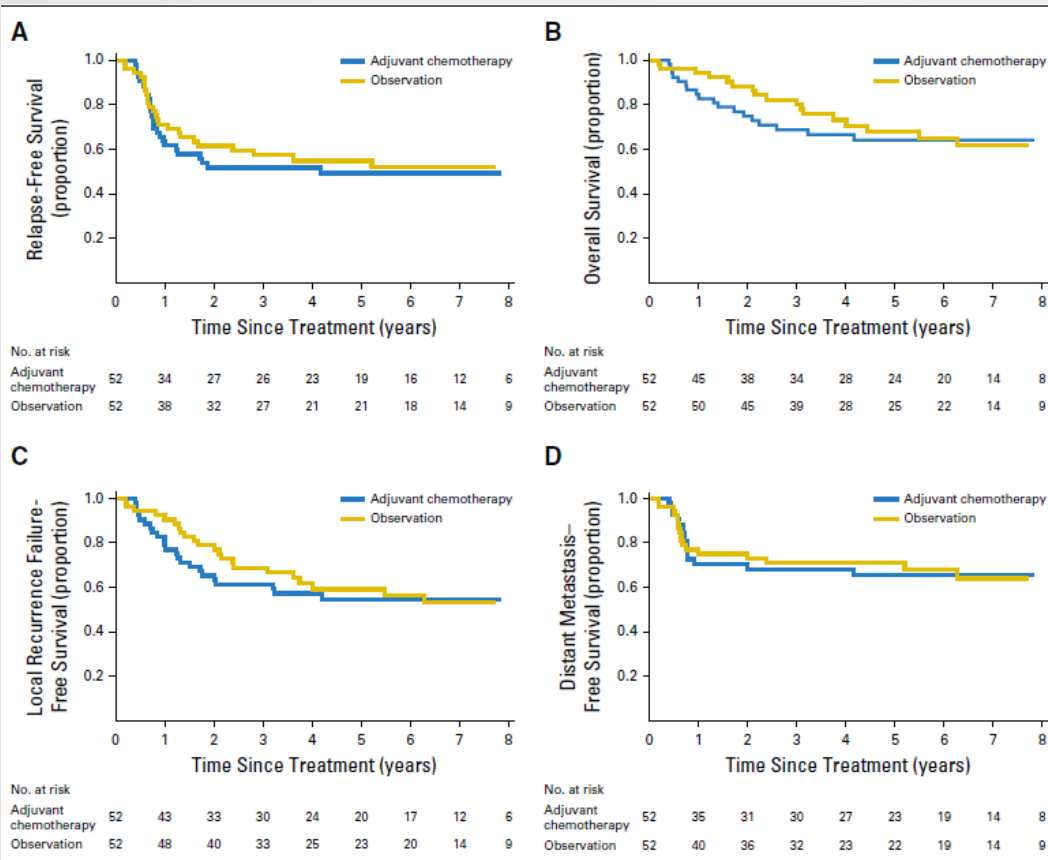 A
Relapse-Free Survival
(proportion)
1.0
0.8
0.6
0.4
0.2
Adjuvant chemotherapy
Observation
0 1 2 3 4 5 6 7 8
Time Since Treatment (years)
No. at risk
Adjuvant
chemotherapy 52 34 27 26 23 19 16 12 6
Observation 52 38 32 27 21 21 18 14 9
B
Overall Survival (proportion)
1.0
0.8
0.6
0.4
0.2
Adjuvant chemotherapy
Observation
0 1 2 3 4 5 6 7 8
Time Since Treatment (years)
No. at risk
Adjuvant
chemotherapy 52 45 38 34 28 24 20 14 8
Observation 52 50 45 39 28 25 22 14 9
C
Local Recurrence Failure-
Free Survival (proportion)
1.0
0.8
0.6
0.4
0.2
Adjuvant chemotherapy
Observation
0 1 2 3 4 5 6 7 8
Time Since Treatment (years)
No. at risk
Adjuvant
chemotherapy 52 43 33 30 24 20 17 12 6
Observation 52 48 40 33 25 23 20 14 9
D
Distant Metastasis–
Free Survival (proportion)
1.0
0.8
0.6
0.4
0.2
Adjuvant chemotherapy
Observation
0 1 2 3 4 5 6 7 8
Time Since Treatment (years)
No. at risk
Adjuvant
chemotherapy 52 35 31 30 27 23 19 14 8
Observation 52 40 36 32 23 22 19 14 9